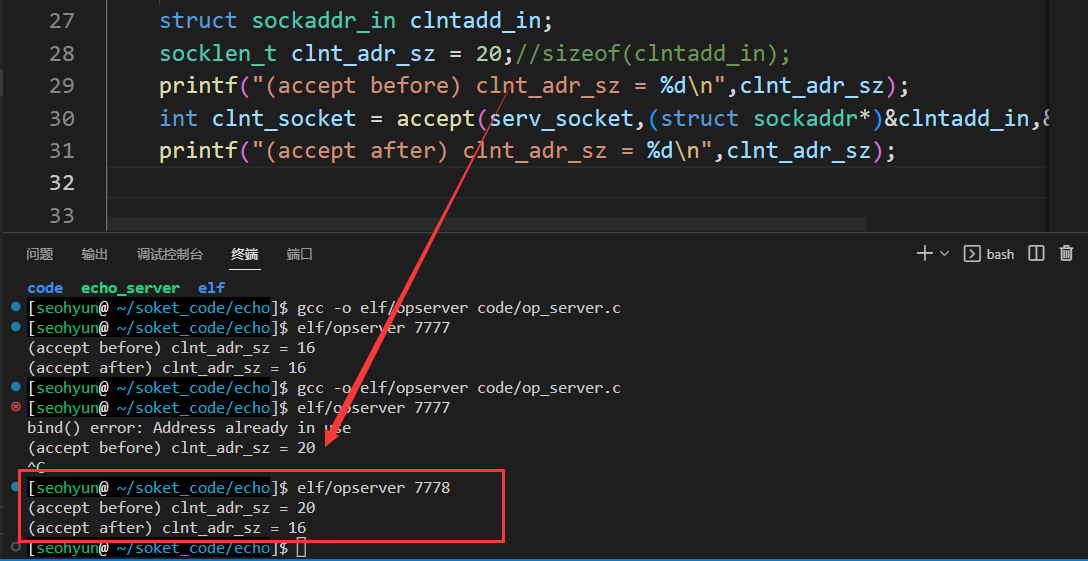 27 struct sockaddr_in clntadd_in;
28 socklen_t clnt_adr_sz = 20;//sizeof(clntadd_in);
29 printf("(accept before) clnt_adr_sz = %d\n",clnt_adr_sz);
30 int clnt_socket = accept(serv_socket,(struct sockaddr*)&clntadd_in,&
31 printf("(accept after) clnt_adr_sz = %d\n",clnt_adr_sz);
32
33
问题 输出 调试控制台 终端 端口 bash
code echo_server elf
[seohyun@ ~/soket_code/echo]$ gcc -o elf/opserver code/op_server.c
[seohyun@ ~/soket_code/echo]$ elf/opserver 7777
(accept before) clnt_adr_sz = 16
(accept after) clnt_adr_sz = 16
[seohyun@ ~/soket_code/echo]$ gcc -o elf/opserver code/op_server.c
[seohyun@ ~/soket_code/echo]$ elf/opserver 7777
bind() error: Address already in use
(accept before) clnt_adr_sz = 20
^C
[seohyun@ ~/soket_code/echo]$ elf/opserver 7778
(accept before) clnt_adr_sz = 20
(accept after) clnt_adr_sz = 16
[seohyun@ ~/soket_code/echo]$